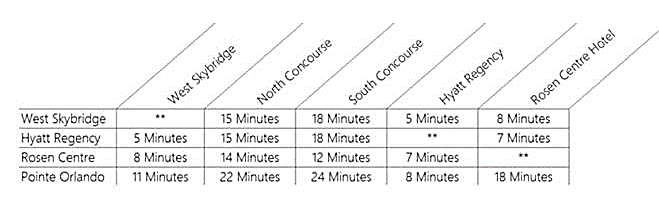 West Skybridge
North Concourse
South Concourse
Hyatt Regency
Rosen Centre Hotel
West Skybridge ** 15 Minutes 18 Minutes 5 Minutes 8 Minutes
Hyatt Regency 5 Minutes 15 Minutes 18 Minutes ** 7 Minutes
Rosen Centre 8 Minutes 14 Minutes 12 Minutes 7 Minutes **
Pointe Orlando 11 Minutes 22 Minutes 24 Minutes 8 Minutes 18 Minutes